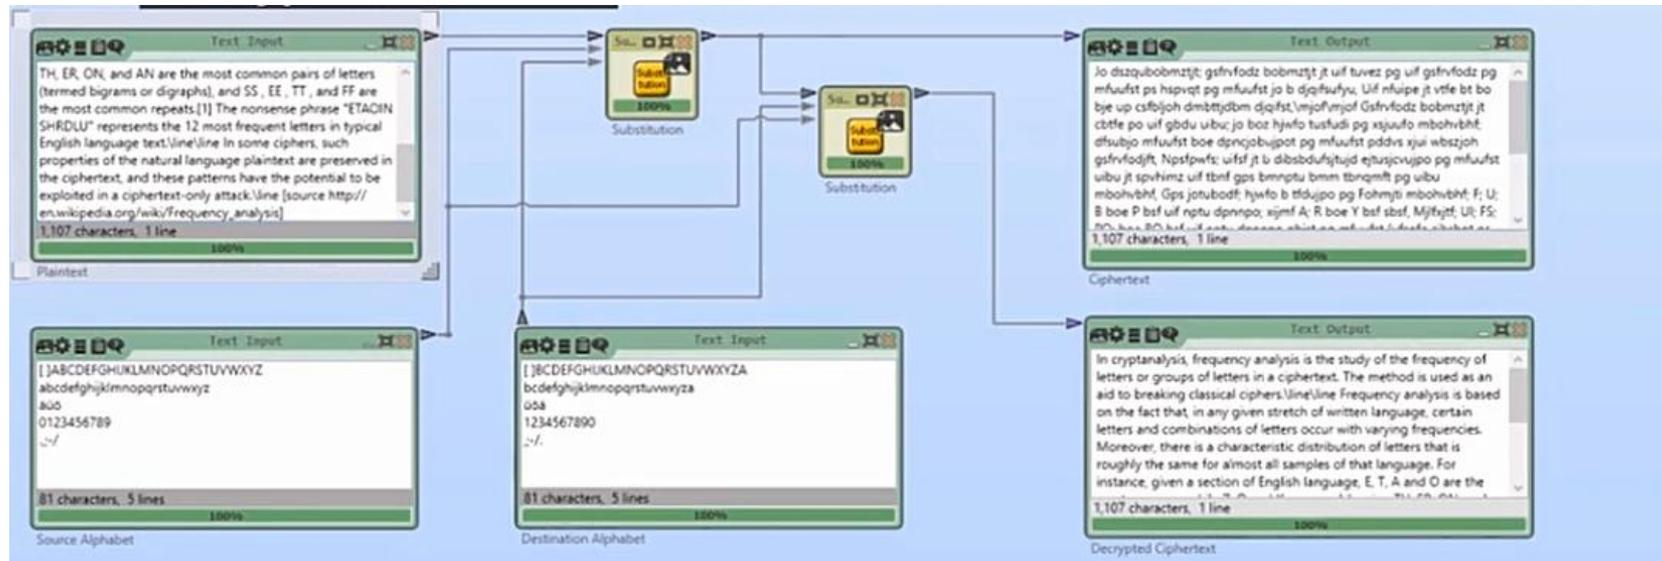 Text Input
TH, ER, ON, and AN are the most common pairs of letters
(termed bigrams or digraphs), and SS , EE , TT , and FF are
the most common repeats.[1] The nonsense phrase "ETAOIN
SHRDLU" represents the 12 most frequent letters in typical
English language text.\line\line In some ciphers, such
properties of the natural language plaintext are preserved in
the ciphertext, and these patterns have the potential to be
exploited in a ciphertext-only attack.\line [source http://
en.wikipedia.org/wiki/Frequency_analysis]
1,107 characters, 1 line
100%
Plaintext
Su...
Substi
tution
100%
Substitution
Su...
Substi
tution
100%
Substitution
Text Output
Jo dszqubobmztjt; gsfrvfodz bobmztjt jt uif tuvez pg uif gsfrvfodz pg
mfuufst ps hspvqt pg mfuufst jo b djqifsufyu, Uif nfuipe jt vtfe bt bo
bje up csfbljoh dmbttjdbm djqifst,\mjof\mjof Gsfrvfodz bobmztjt jt
cbtfe po uif gbdu uibu; jo boz hjwfo tusfudi pg xsjuufo mbohvbhf;
dfsubjo mfuufst boe dpncjobujpot pg mfuufst pddvs xjui wbszjoh
gsfrvfodjft, Npsfpwfs; uifsf jt b dibsbdufsjtujd ejtusjcvujpo pg mfuufst
uibu jt spvhimz uif tbnf gps bmnptu bmm tbnqmft pg uibu
mbohvbhf, Gps jotubodf; hjwfo b tfdujpo pg Fohmjti mbohvbhf; F; U;
B boe P bsf uif nptu dpnnpo; xijmf A; R boe Y bsf sbsf, Mjlfxjtf; UI; FS;
1,107 characters, 1 line
100%
Ciphertext
Text Input
[ ]ABCDEFGHIJKLMNOPQRSTUVWXYZ
abcdefghijklmnopqrstuvwxyz
äüö
0123456789
1 characters, 5 lines
100%
Source Alphabet
Text Input
[ ]BCDEFGHIJKLMNOPQRSTUVWXYZA
bcdefghijklmnopqrstuvwxyza
üöä
1234567890
81 characters, 5 lines
100%
Destination Alphabet
Text Output
In cryptanalysis, frequency analysis is the study of the frequency of
letters or groups of letters in a ciphertext. The method is used as an
aid to breaking classical ciphers.\line\line Frequency analysis is based
on the fact that, in any given stretch of written language, certain
letters and combinations of letters occur with varying frequencies.
Moreover, there is a characteristic distribution of letters that is
roughly the same for almost all samples of that language. For
instance, given a section of English language, E, T, A and O are the
1,107 characters, 1 line
100%
Decrypted Ciphertext